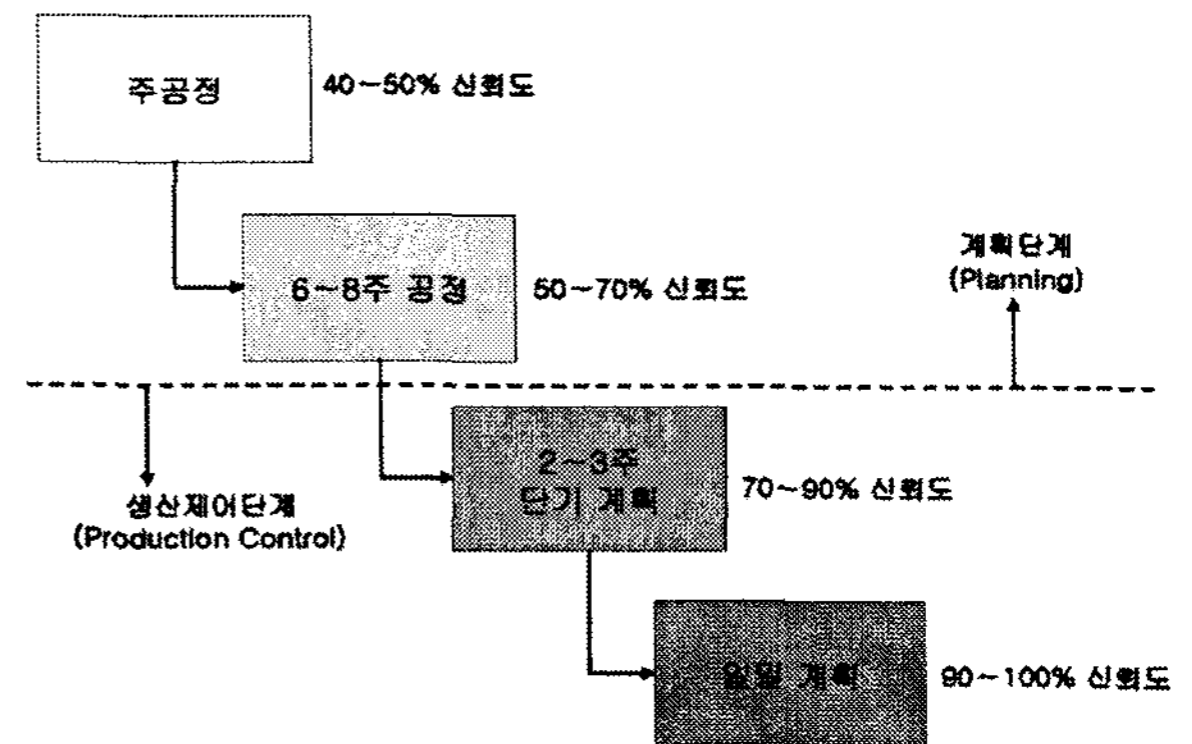 주공정
40~50% 신뢰도
6~8주 공정
50~70% 신뢰도
계획단계
(Planning)
2~3주
단기 계획
70~90% 신뢰도
생산제어단계
(Production Control)
일일 계획
90~100% 신뢰도